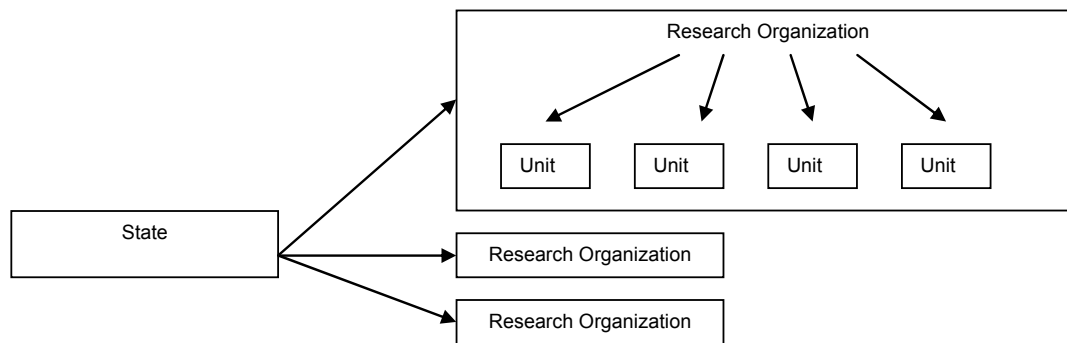 Research Organization
Unit Unit Unit Unit
State
Research Organization
Research Organization